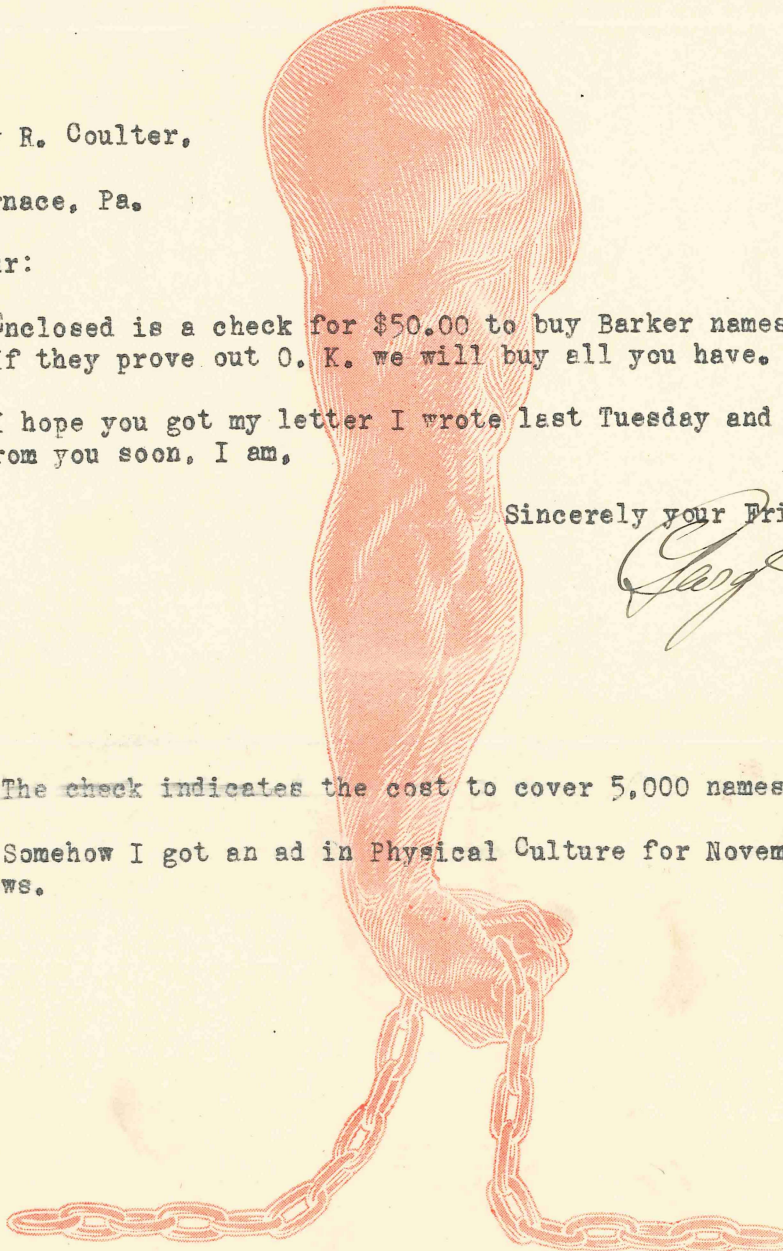 R. Coulter,
rnace, Pa.
ir:
Enclosed is a check for $50.00 to buy Barker names
if they prove out O. K. we will buy all you have.
I hope you got my letter I wrote last Tuesday and
rom you soon, I am,
Sincerely your Fri
The check indicates the cost to cover 5,000 names
Somehow I got an ad in Physical Culture for Novem
ws.